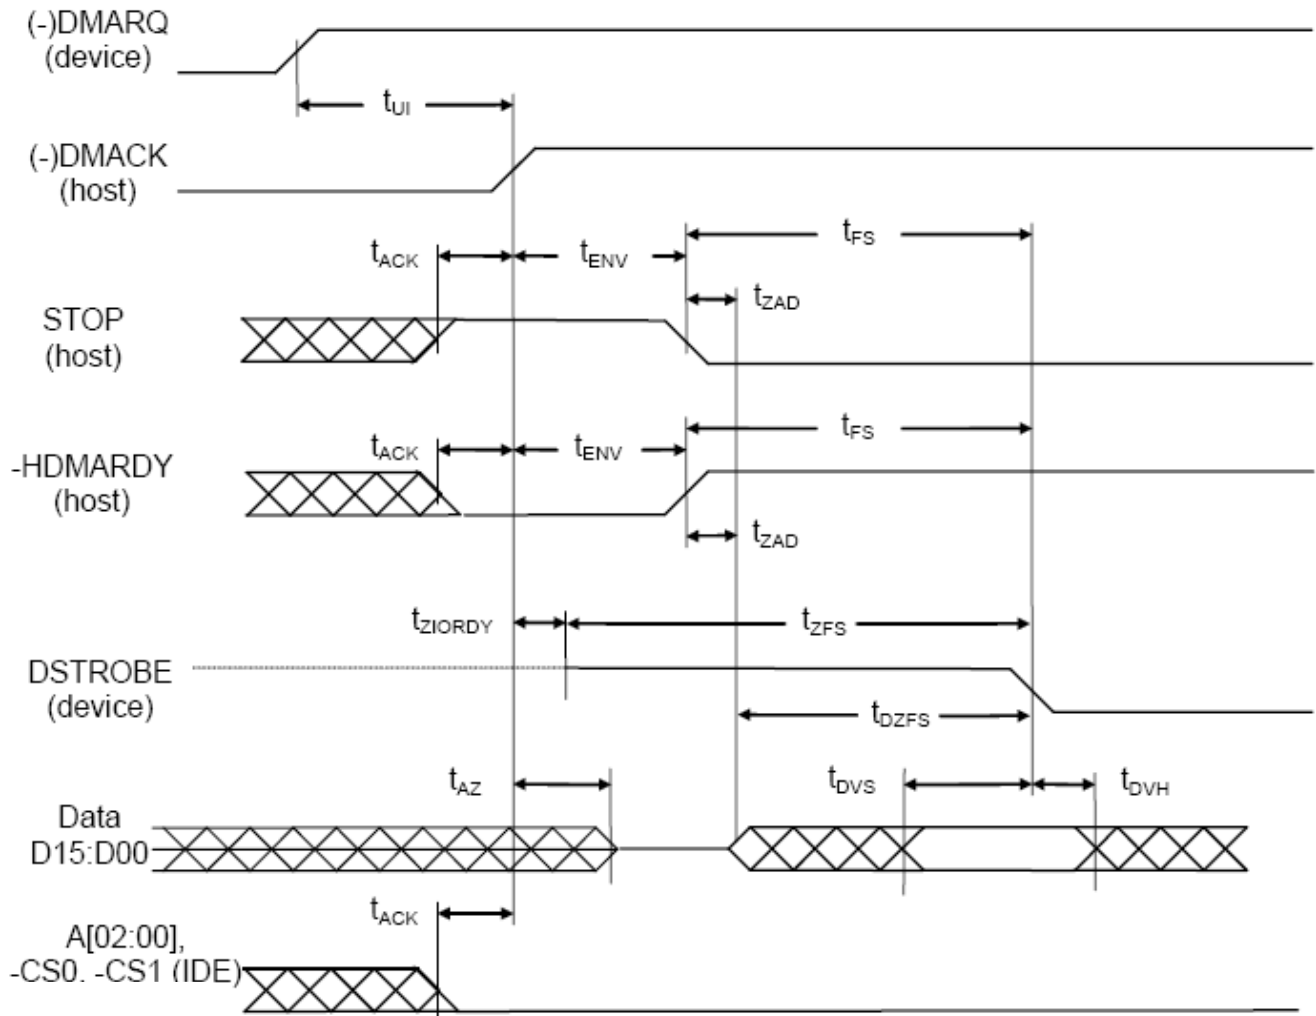 (-)DMARQ
(device)
tUI
(-)DMACK
(host)
tFS
tACK
tENV
tZAD
STOP
(host)
tFS
tACK
tENV
-HDMARDY
(host)
tZAD
tZIORDY
tZFS
DSTROBE
(device)
tDZFS
tAZ
tDVS
tDVH
Data
D15:D00
tACK
A[02:00],
-CS0. -CS1 (IDE)